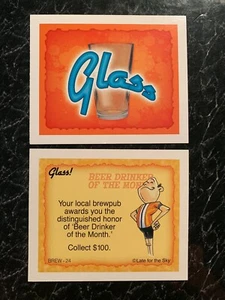 Glass
Glass!
BEER DRINKER
OF THE MONTH
Your local brewpub
awards you the
distinguished honor
of 'Beer Drinker
of the Month.'
Collect $100.
BREW - 24
©Late for the Sky